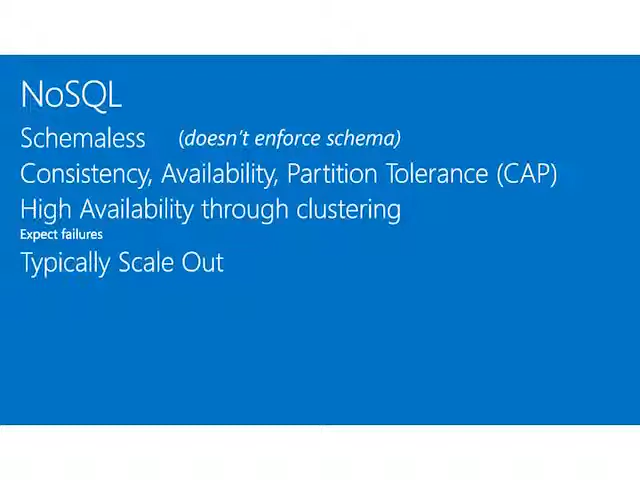 NoSQL
Schemaless (doesn't enforce schema)
Consistency, Availability, Partition Tolerance (CAP)
High Availability through clustering
Expect failures
Typically Scale Out